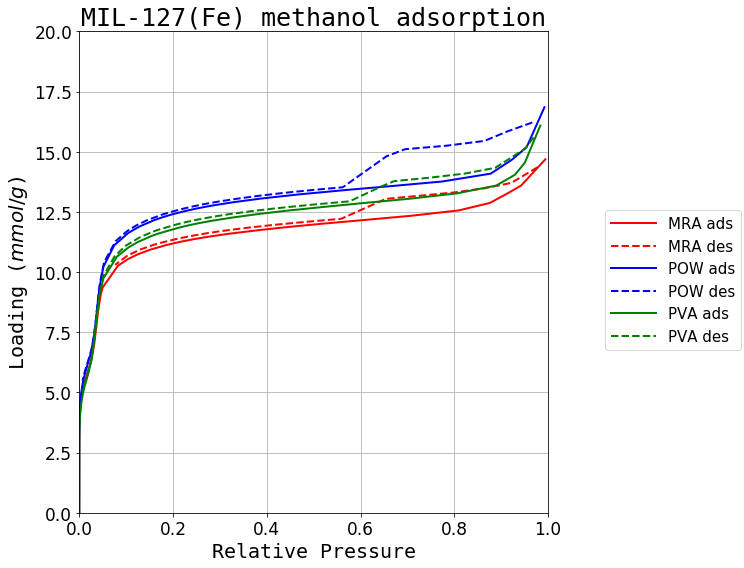 MIL-127(Fe) methanol adsorption
20.0
17.5
15.0
12.5
10.0
7.5
5.0
2.5
0.0
0.0 0.2 0.4 0.6 0.8 1.0
Loading (mmol/g)
Relative Pressure
MRA ads
MRA des
POW ads
POW des
PVA ads
PVA des